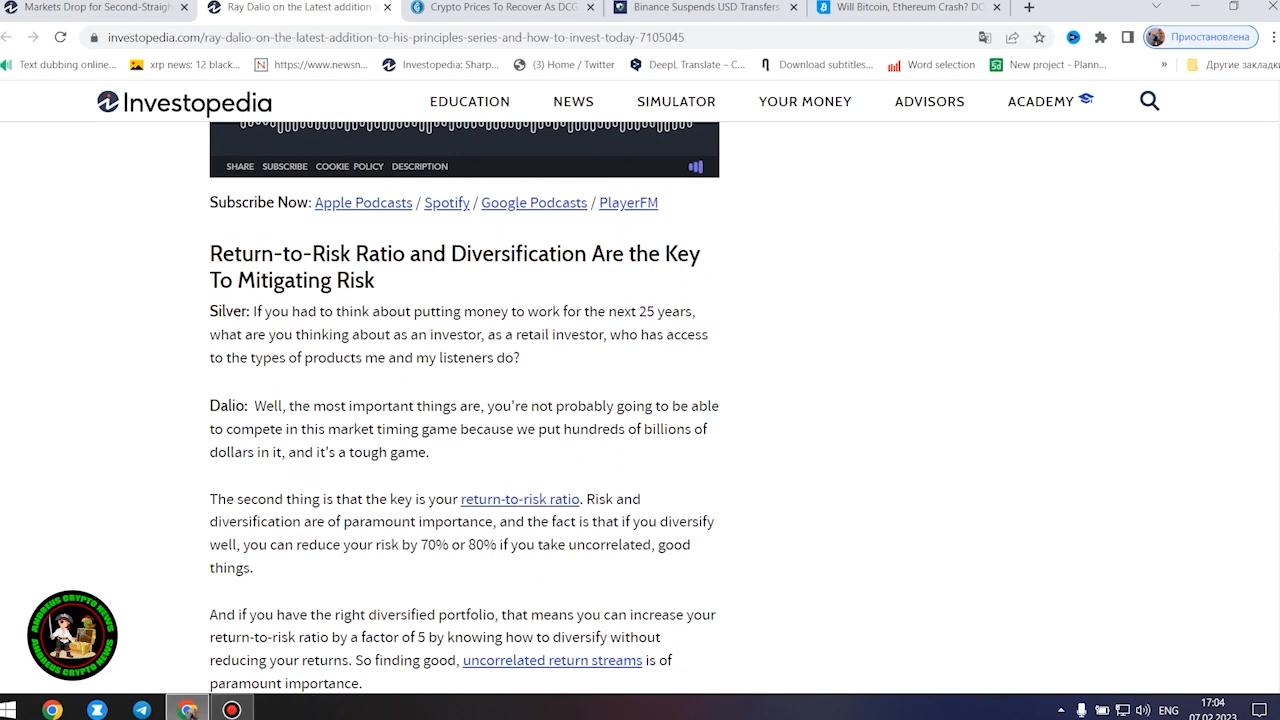 Markets Drop for Second-Straigh
Ray Dalio on the Latest addition
Crypto Prices To Recover As DCG
Binance Suspends USD Transfers
Will Bitcoin, Ethereum Crash? DC
investopedia.com/ray-dalio-on-the-latest-addition-to-his-principles-series-and-how-to-invest-today-7105045
Приостановлена
Text dubbing online...
xrp news: 12 black...
https://www.newsn...
Investopedia: Sharp...
(3) Home / Twitter
DeepL Translate – C...
Download subtitles...
Word selection
New project - Plann...
»
Другие закладки
Investopedia
EDUCATION
NEWS
SIMULATOR
YOUR MONEY
ADVISORS
ACADEMY
SHARE SUBSCRIBE COOKIE POLICY DESCRIPTION
Subscribe Now: Apple Podcasts / Spotify / Google Podcasts / PlayerFM
Return-to-Risk Ratio and Diversification Are the Key
To Mitigating Risk
Silver: If you had to think about putting money to work for the next 25 years,
what are you thinking about as an investor, as a retail investor, who has access
to the types of products me and my listeners do?
Dalio: Well, the most important things are, you're not probably going to be able
to compete in this market timing game because we put hundreds of billions of
dollars in it, and it's a tough game.
The second thing is that the key is your return-to-risk ratio. Risk and
diversification are of paramount importance, and the fact is that if you diversify
well, you can reduce your risk by 70% or 80% if you take uncorrelated, good
things.
And if you have the right diversified portfolio, that means you can increase your
return-to-risk ratio by a factor of 5 by knowing how to diversify without
reducing your returns. So finding good, uncorrelated return streams is of
paramount importance.
ANDREUS CRYPTO NEWS
ANDREUS CRYPTO NEWS
ENG
17:04
07.02.2023